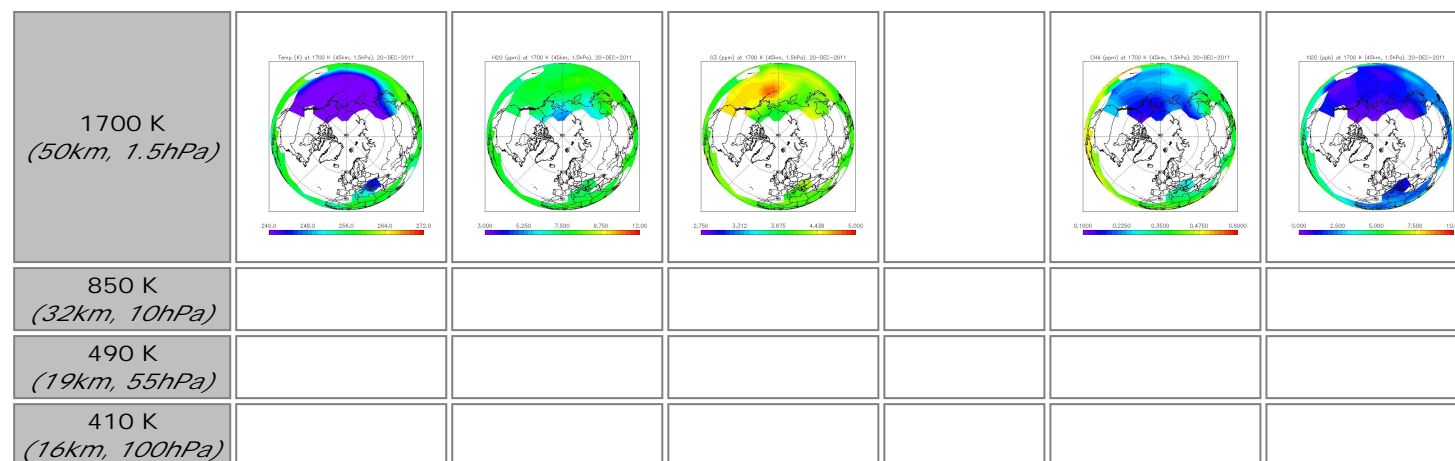 1700 K
(50km, 1.5hPa)
Temp (K) at 1700 K (45km, 1.5hPa), 20-DEC-2011
240.0 248.0 256.0 264.0 272.0
H2O (ppm) at 1700 K (45km, 1.5hPa), 20-DEC-2011
3.000 5.250 7.500 9.750 12.00
O3 (ppm) at 1700 K (45km, 1.5hPa), 20-DEC-2011
2.750 3.312 3.875 4.438 5.000
CH4 (ppm) at 1700 K (45km, 1.5hPa), 20-DEC-2011
0.1000 0.2250 0.3500 0.4750 0.6000
N2O (ppb) at 1700 K (45km, 1.5hPa), 20-DEC-2011
0.000 2.500 5.000 7.500
850 K
(32km, 10hPa)
490 K
(19km, 55hPa)
410 K
(16km, 100hPa)